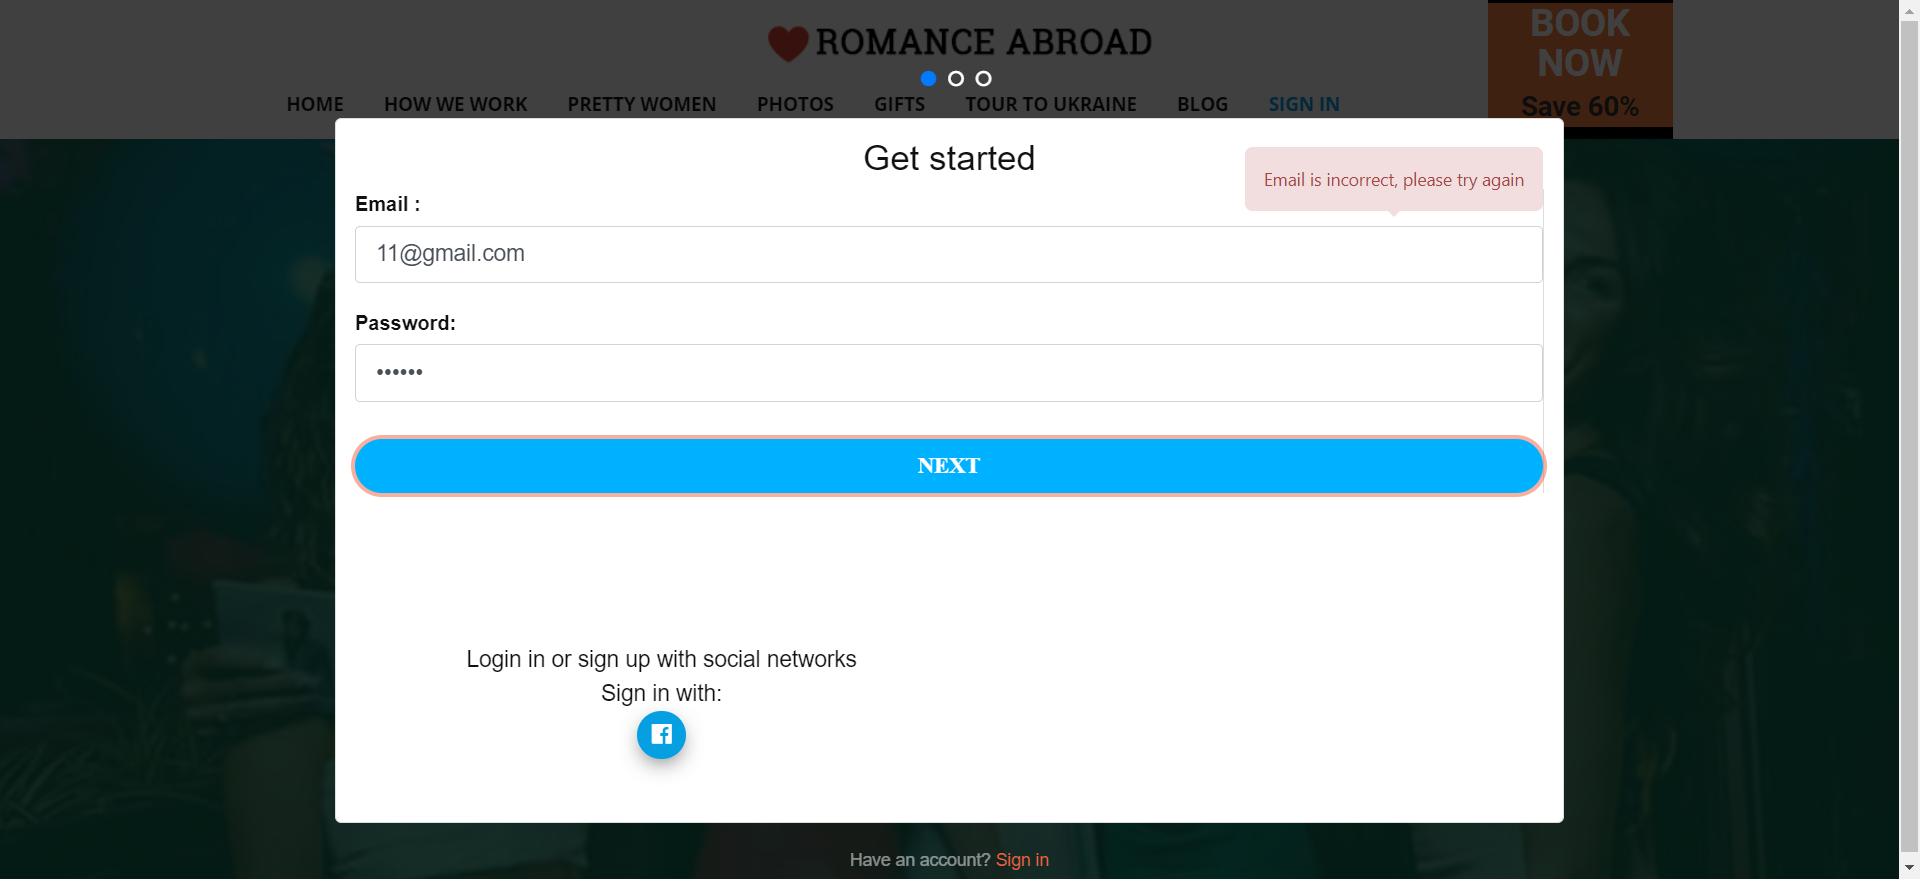 ROMANCE ABROAD
BOOK
NOW
Save 60%
HOME HOW WE WORK PRETTY WOMEN PHOTOS GIFTS TOUR TO UKRAINE BLOG SIGN IN
Get started
Email is incorrect, please try again
Email :
11@gmail.com
Password:
••••••
NEXT
Login in or sign up with social networks
Sign in with:
Have an account? Sign in